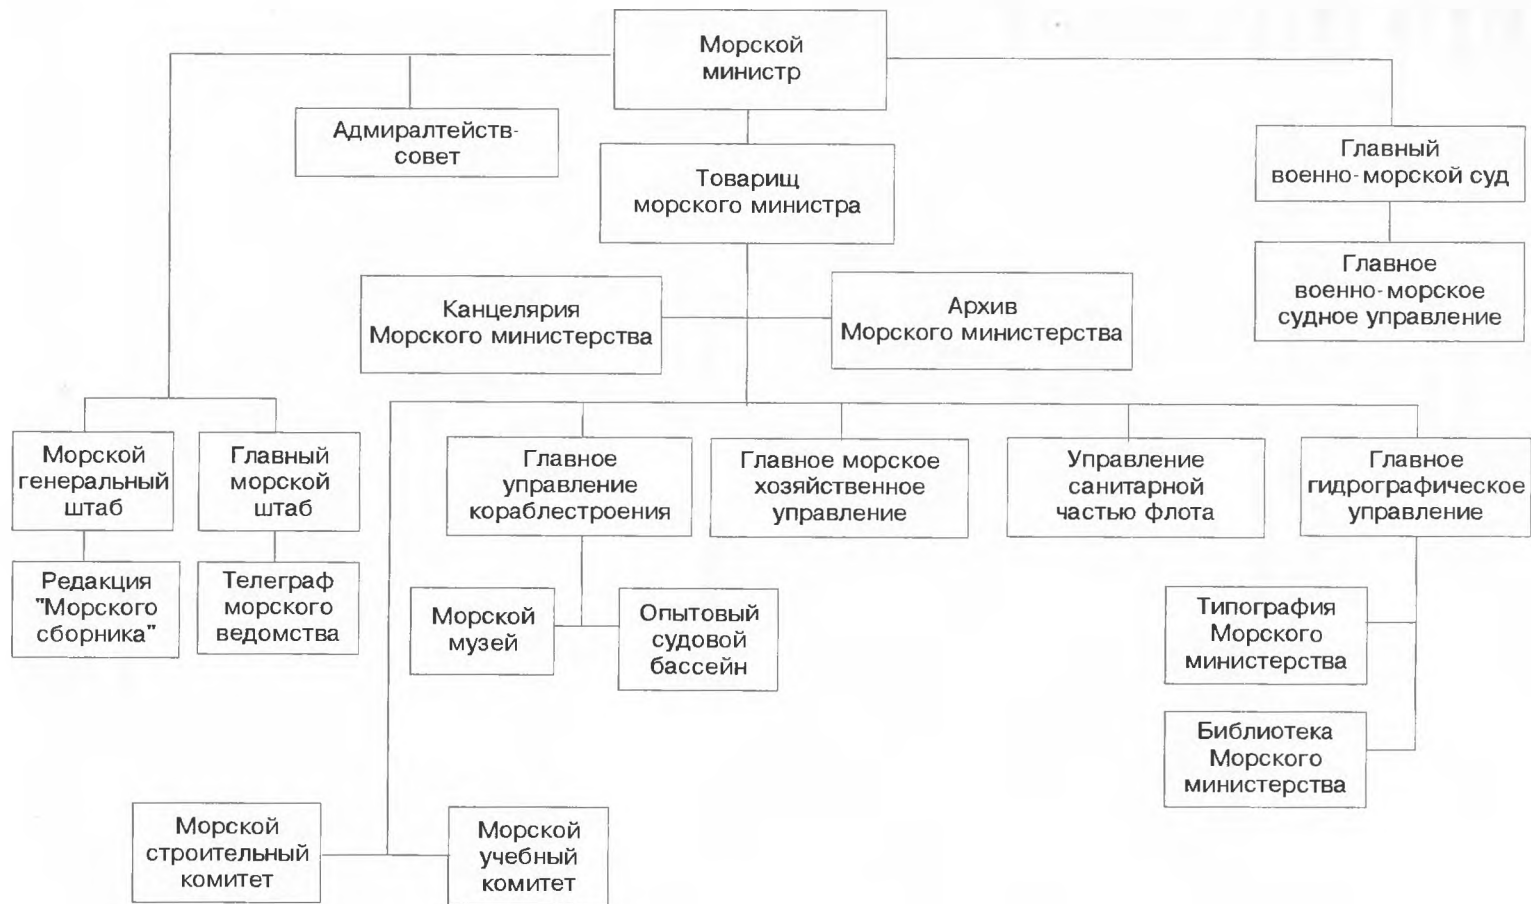 Морской
министр
Адмиралтейств-
совет
Товарищ
морского министра
Главный
военно-морской суд
Главное
военно-морское
судное управление
Канцелярия
Морского министерства
Архив
Морского министерства
Морской
генеральный
штаб
Главный
морской
штаб
Главное
управление
кораблестроения
Главное морское
хозяйственное
управление
Управление
санитарной
частью флота
Главное
гидрографическое
управление
Редакция
"Морского
сборника"
Телеграф
морского
ведомства
Морской
музей
Опытовый
судовой
бассейн
Типография
Морского
министерства
Библиотека
Морского
министерства
Морской
строительный
комитет
Морской
учебный
комитет